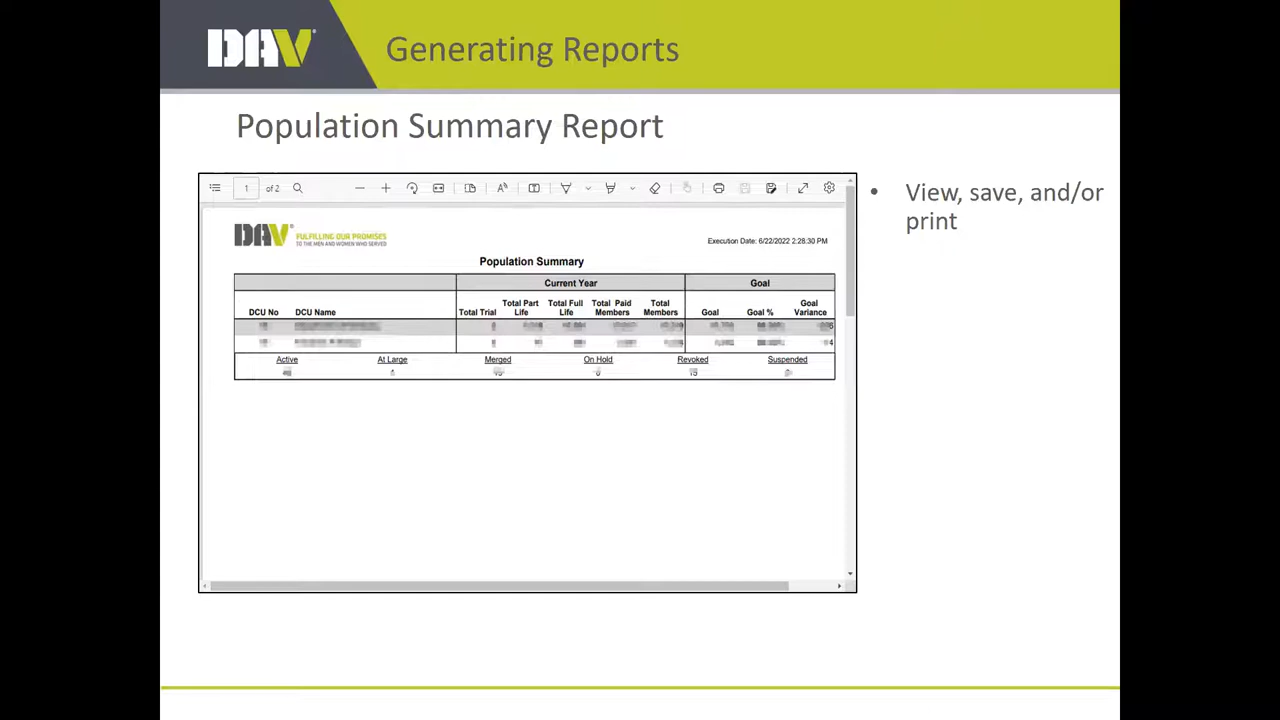 DAV
Generating Reports
Population Summary Report
1 of 2
View, save, and/or
print
DAV FULFILLING OUR PROMISES
TO THE MEN AND WOMEN WHO SERVED
Execution Date: 6/22/2022 2:28:30 PM
Population Summary
Current Year Goal
DCU No DCU Name Total Trial Total Part Life Total Full Life Total Paid Members Total Members Goal Goal % Goal Variance
Active At Large Merged On Hold Revoked Suspended